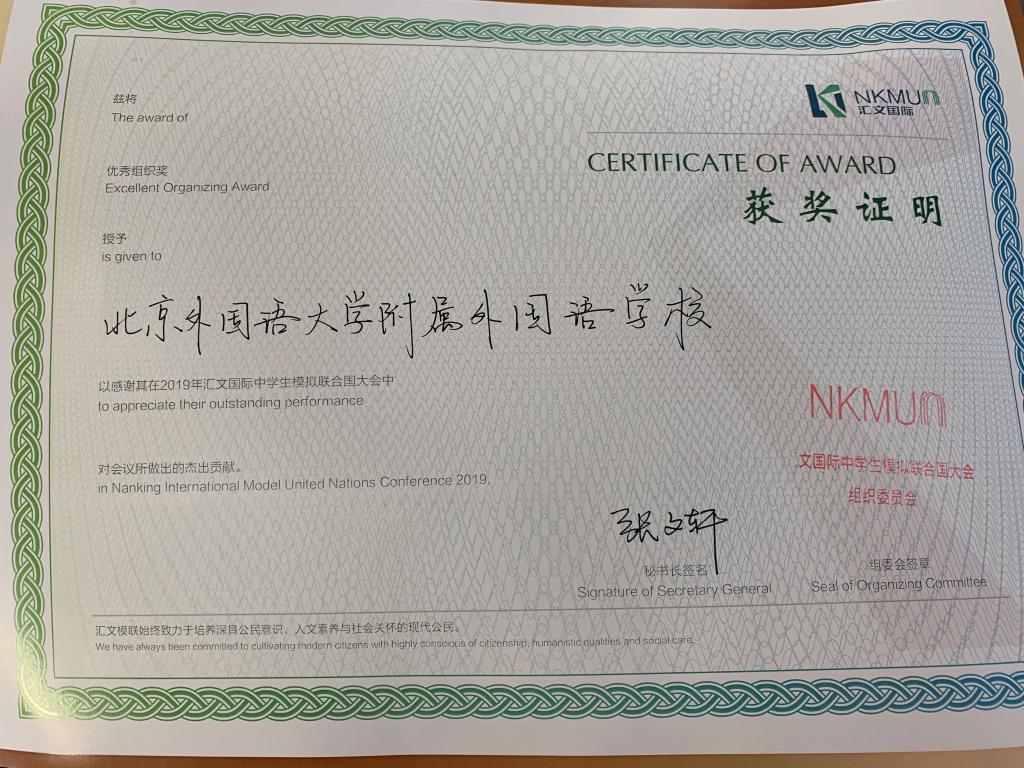 NKMUN
汇文国际
CERTIFICATE OF AWARD
获奖证明
兹将
The award of
优秀组织奖
Excellent Organizing Award
授予
is given to
北京外国语大学附属外国语学校
以感谢其在2019年汇文国际中学生模拟联合国大会中
to appreciate their outstanding performance
对会议所做出的杰出贡献。
in Nanking International Model United Nations Conference 2019.
NKMUN
文国际中学生模拟联合国大会
组织委员会
张文轩
秘书长签名
Signature of Secretary General
组委会签章
Seal of Organizing Committee
汇文模联始终致力于培养深具公民意识、人文素养与社会关怀的现代公民。
We have always been committed to cultivating modern citizens with highly conscious of citizenship, humanistic qualities and social care.